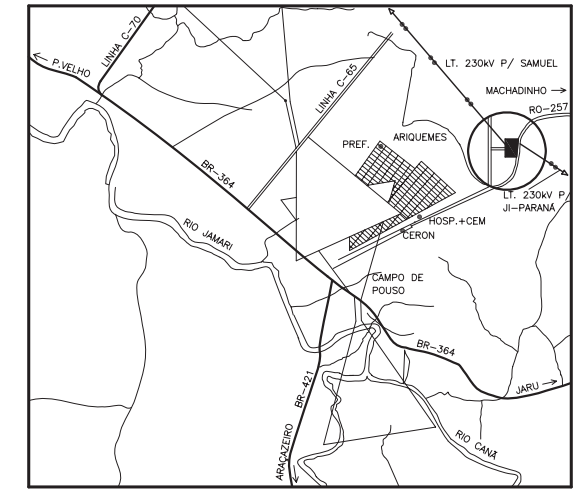 LINHA C-70
P.VELHO
LINHA C-65
LT. 230kV P/ SAMUEL
MACHADINHO
RO-257
PREF.
ARIQUEMES
BR-364
LT. 230kV P/
JI-PARANÁ
HOSP.+CEM
CERON
RIO JAMARI
CAMPO DE
POUSO
BR-364
JARU
BR-421
ARAÇAZEIRO
RIO CANÃ